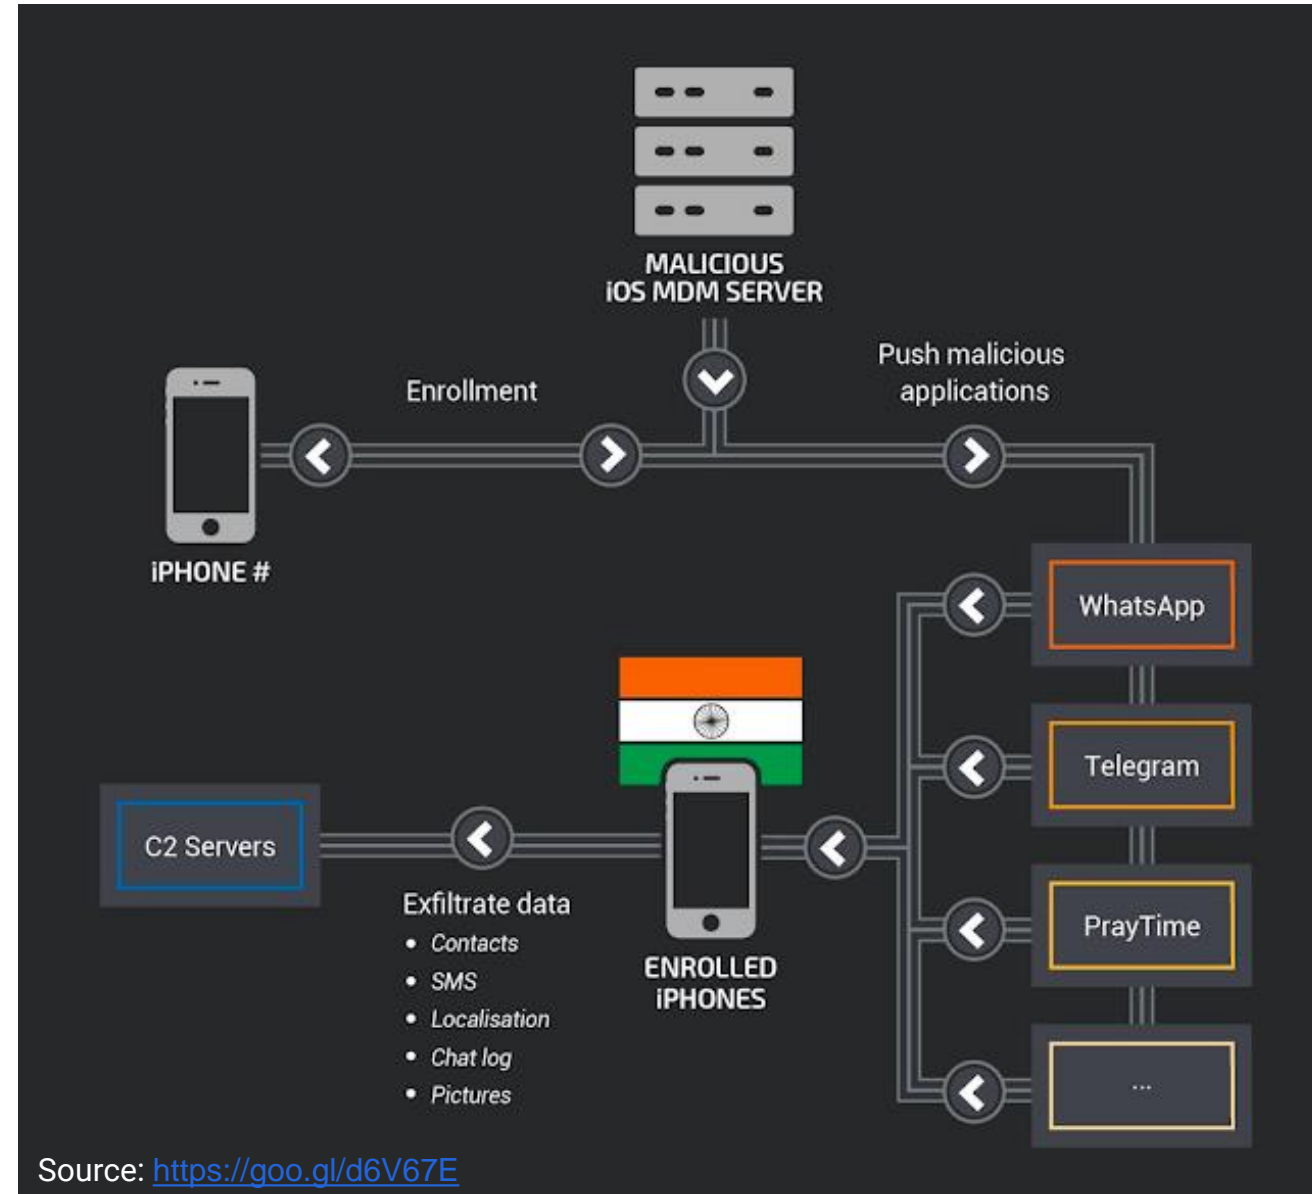 MALICIOUS
iOS MDM SERVER
Push malicious
applications
Enrollment
iPHONE #
WhatsApp
Telegram
C2 Servers
Exfiltrate data
• Contacts
• SMS
• Localisation
• Chat log
• Pictures
ENROLLED
iPHONES
PrayTime
...
Source: https://goo.gl/d6V67E